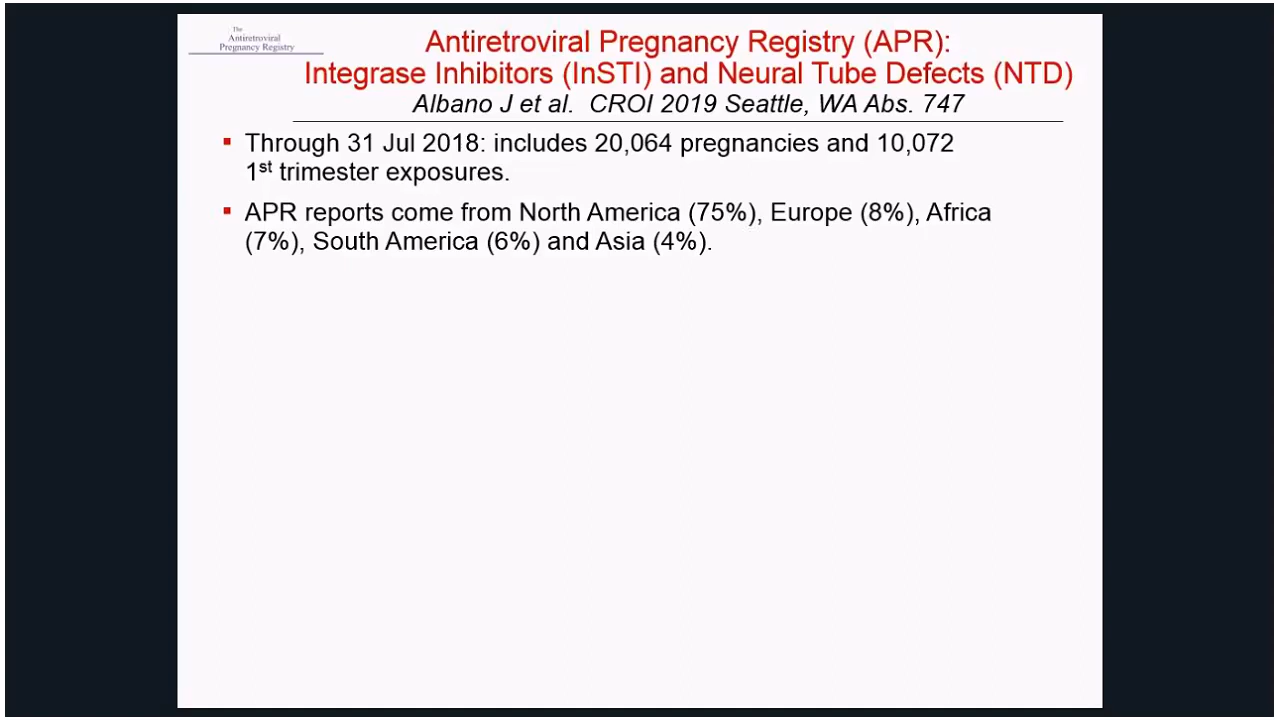 The
Antiretroviral
Pregnancy Registry
Antiretroviral Pregnancy Registry (APR):
Integrase Inhibitors (InSTI) and Neural Tube Defects (NTD)
Albano J et al. CROI 2019 Seattle, WA Abs. 747
▪ Through 31 Jul 2018: includes 20,064 pregnancies and 10,072
1st trimester exposures.
▪ APR reports come from North America (75%), Europe (8%), Africa
(7%), South America (6%) and Asia (4%).